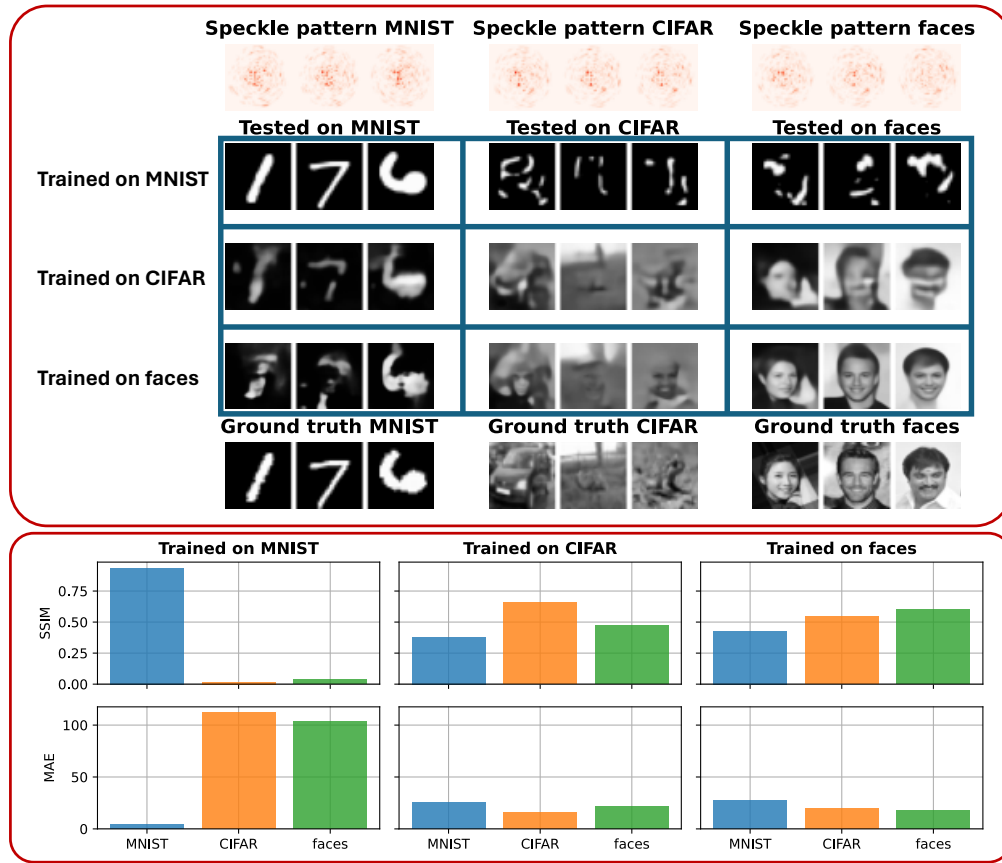 Speckle pattern MNIST Speckle pattern CIFAR Speckle pattern faces
Tested on MNIST Tested on CIFAR Tested on faces
Trained on MNIST
Trained on CIFAR
Trained on faces
Ground truth MNIST Ground truth CIFAR Ground truth faces
Trained on MNIST Trained on CIFAR Trained on faces
0.75
0.50
0.25
0.00
SSIM
100
50
0
MAE
MNIST CIFAR faces MNIST CIFAR faces MNIST CIFAR faces